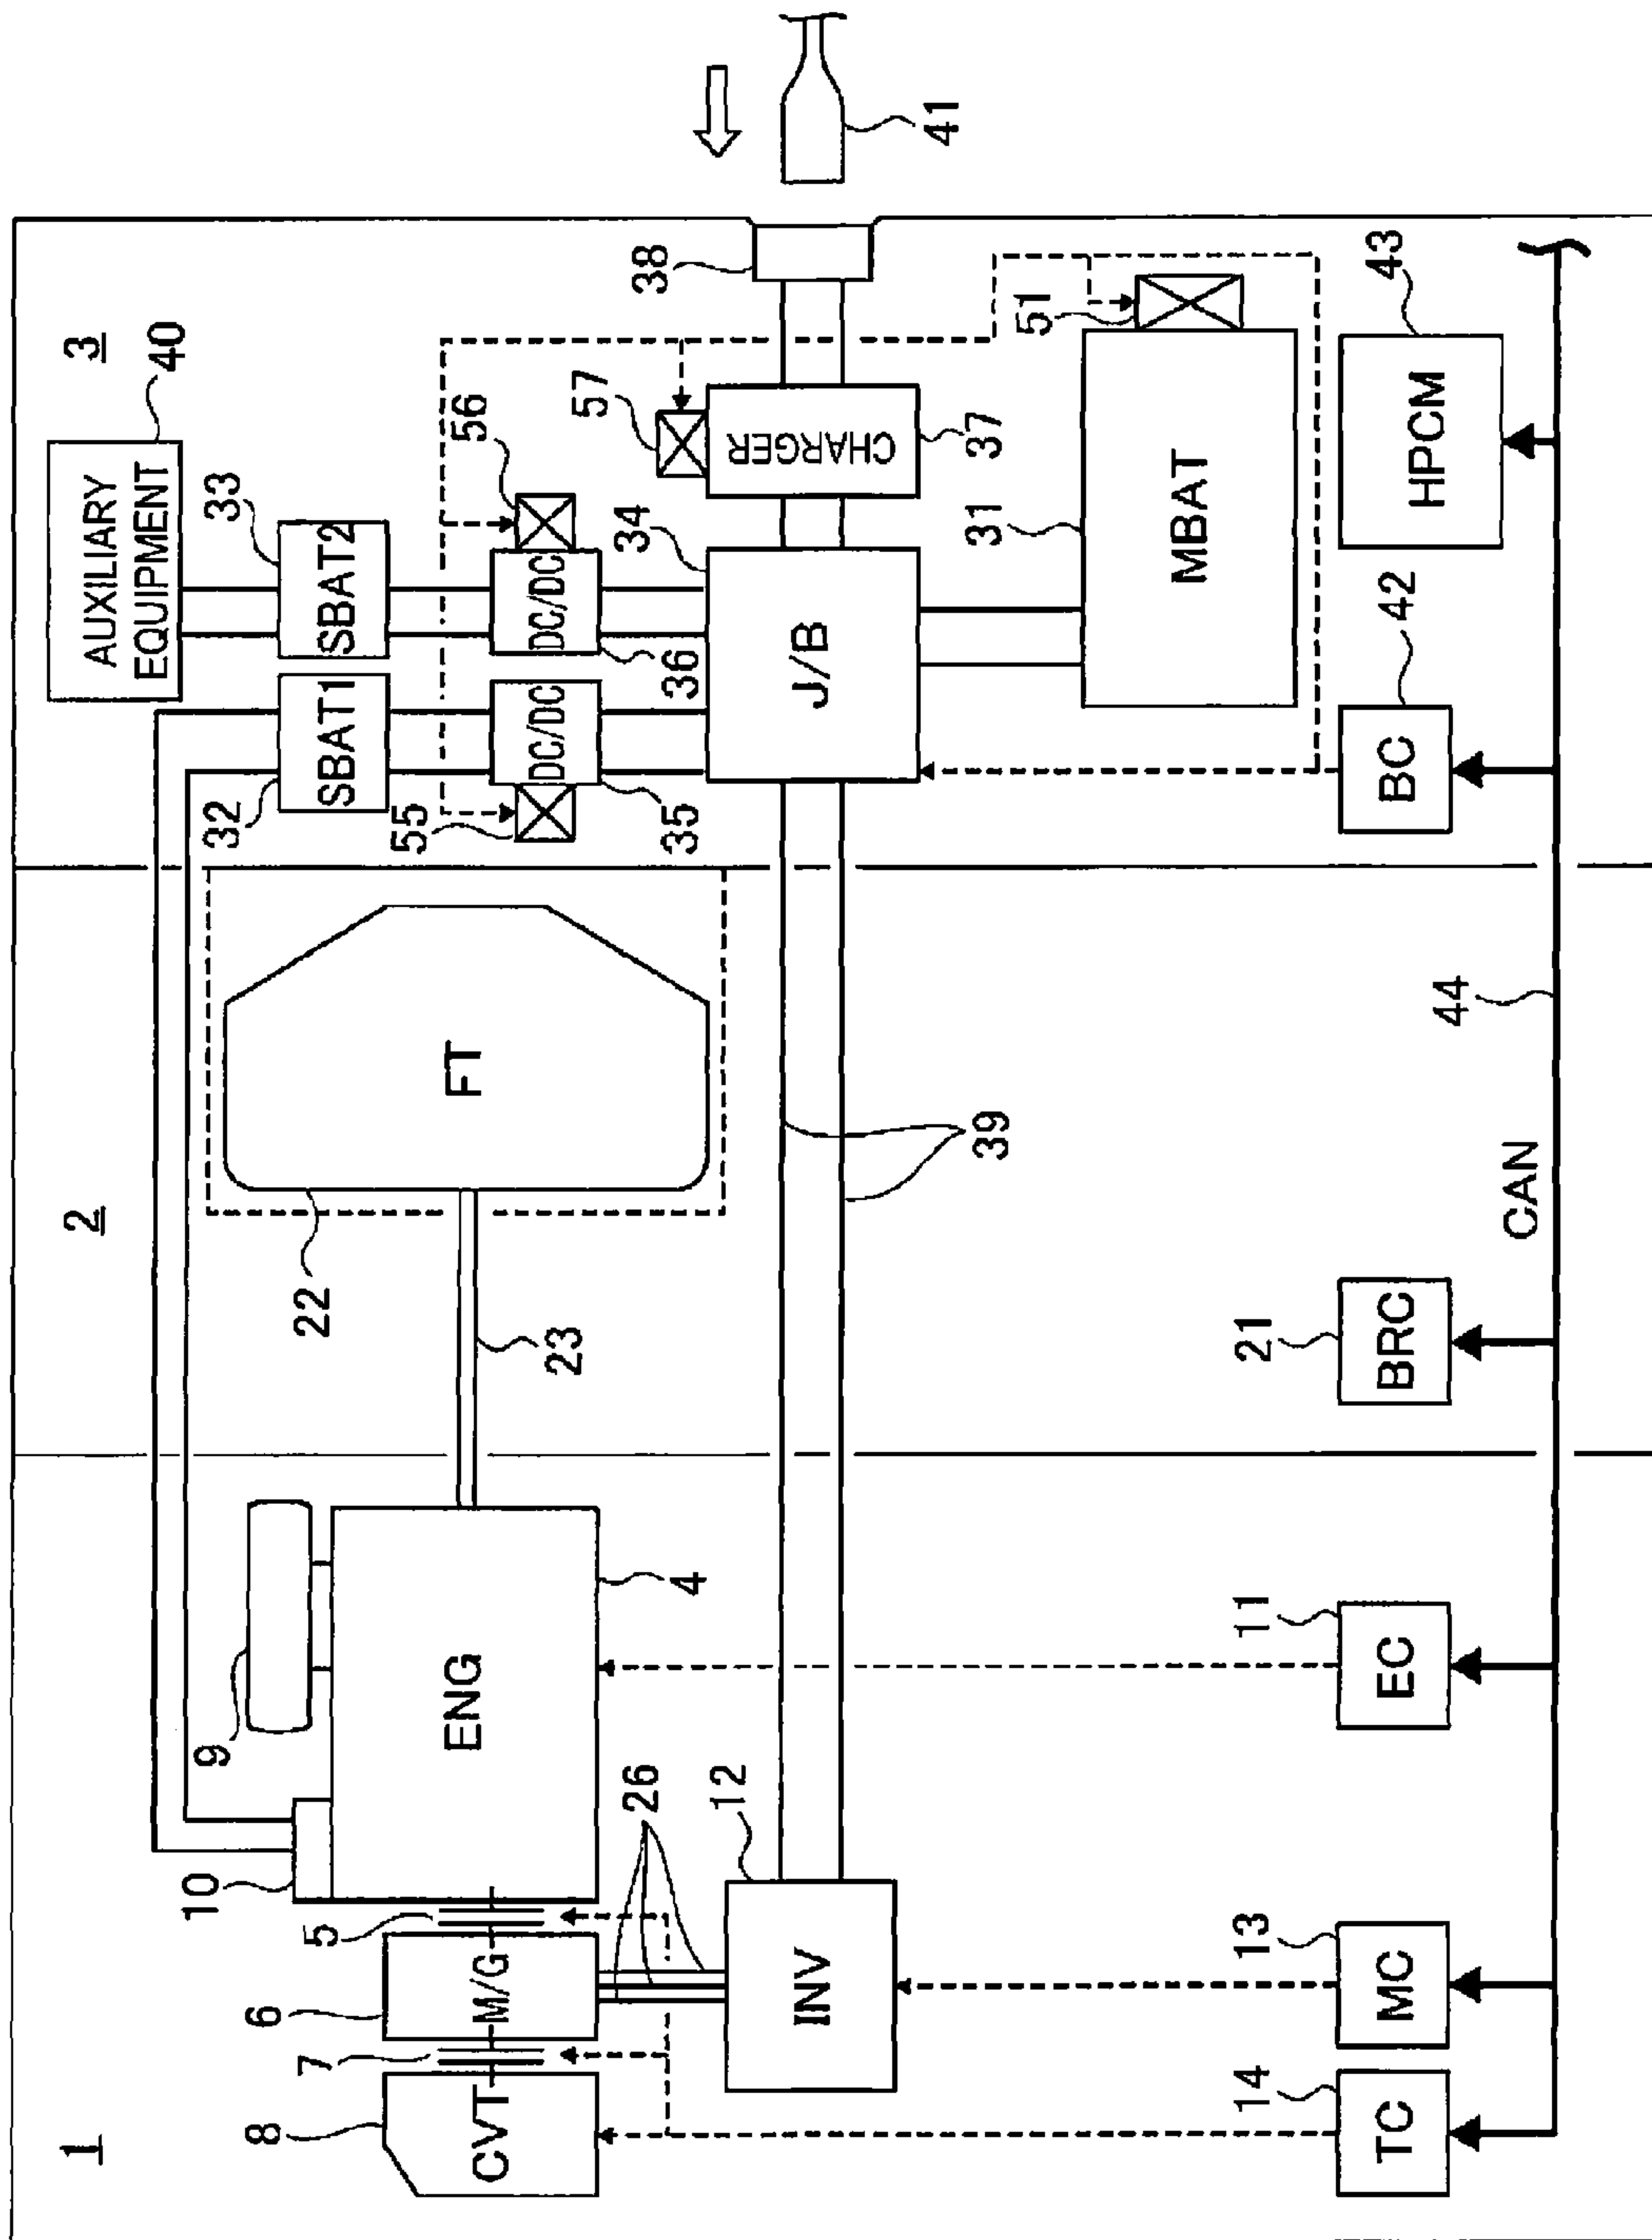 1
2
3
AUXILIARY
EQUIPMENT
40
32
SBAT1
SBAT2
33
10
9
22
55
DC/DC
35
DC/DC
36
56
57
8
CVT
7
6
M/G
5
ENG
4
23
FT
34
J/B
CHARGER
37
38
41
26
12
INV
39
31
MBAT
51
14
TC
13
MC
11
EC
21
BRC
42
BC
43
HPCM
CAN
44